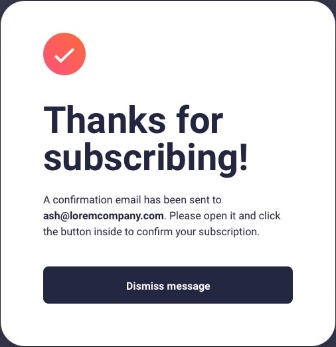 Thanks for
subscribing!
A confirmation email has been sent to
ash@loremcompany.com. Please open it and click
the button inside to confirm your subscription.
Dismiss message